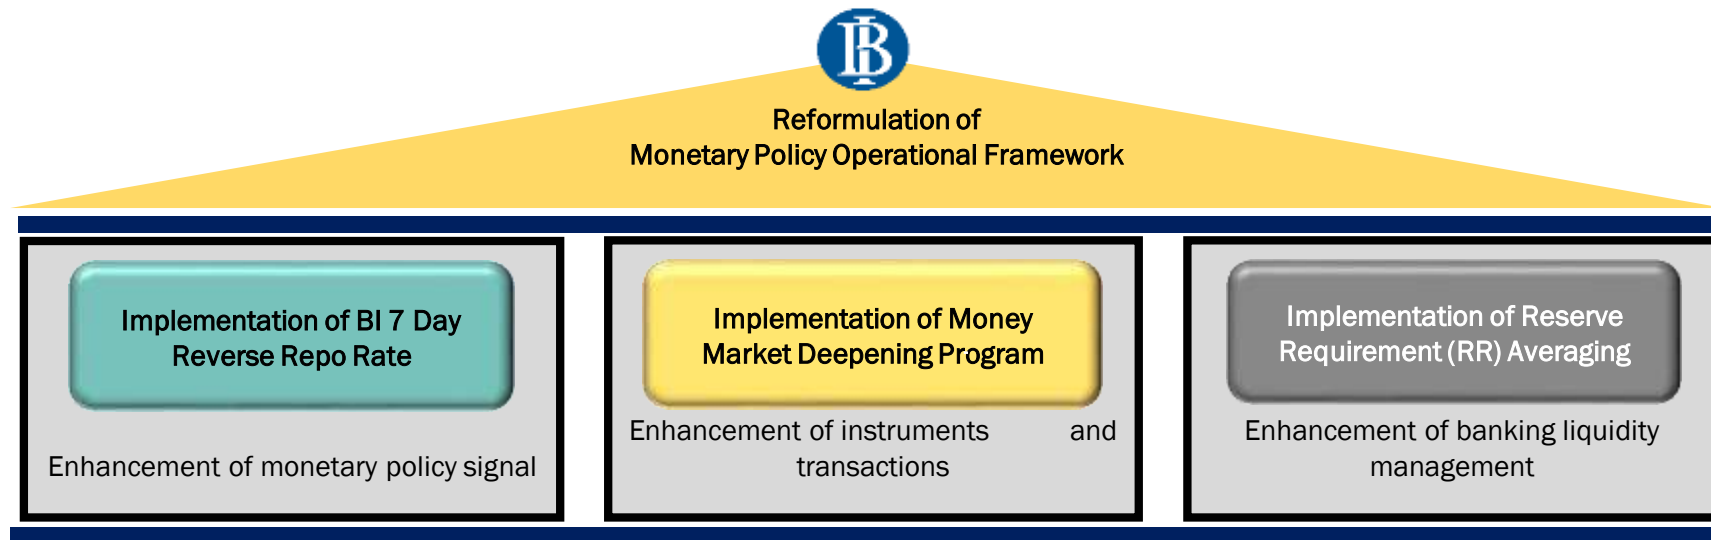 BI
Reformulation of
Monetary Policy Operational Framework
Implementation of BI 7 Day
Reverse Repo Rate
Enhancement of monetary policy signal
Implementation of Money
Market Deepening Program
Enhancement of instruments and
transactions
Implementation of Reserve
Requirement (RR) Averaging
Enhancement of banking liquidity
management